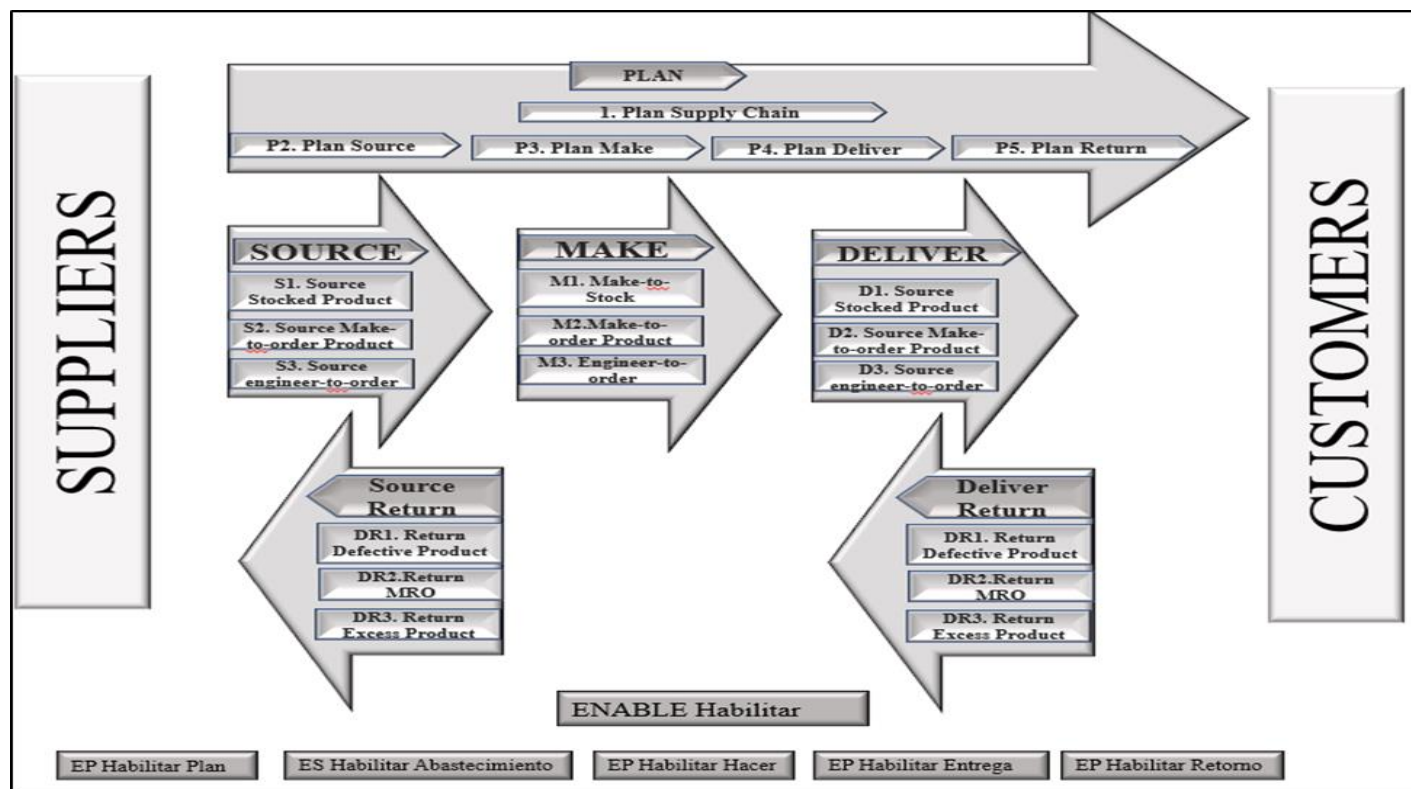 SUPPLIERS
PLAN
1. Plan Supply Chain
P2. Plan Source
P3. Plan Make
P4. Plan Deliver
P5. Plan Return
SOURCE
S1. Source
Stocked Product
S2. Source Make-
to-order Product
S3. Source
engineer-to-order
MAKE
M1. Make-to-
Stock
M2.Make-to-
order Product
M3. Engineer-to-
order
DELIVER
D1. Source
Stocked Product
D2. Source Make-
to-order Product
D3. Source
engineer-to-order
Source
Return
DR1. Return
Defective Product
DR2.Return
MRO
DR3. Return
Excess Product
Deliver
Return
DR1. Return
Defective Product
DR2.Return
MRO
DR3. Return
Excess Product
CUSTOMERS
ENABLE Habilitar
EP Habilitar Plan
ES Habilitar Abastecimiento
EP Habilitar Hacer
EP Habilitar Entrega
EP Habilitar Retorno